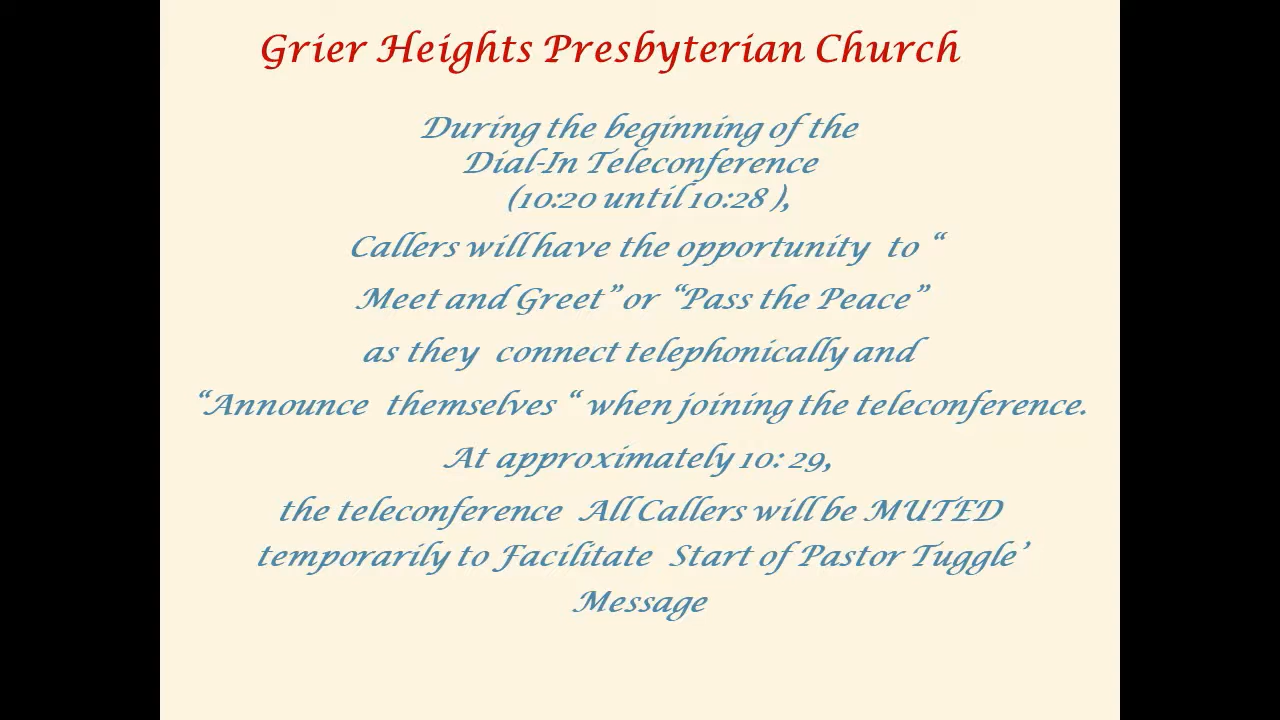 Grier Heights Presbyterian Church
During the beginning of the
Dial-In Teleconference
(10:20 until 10:28 ),
Callers will have the opportunity to “
Meet and Greet” or “Pass the Peace”
as they connect telephonically and
“Announce themselves “ when joining the teleconference.
At approximately 10: 29,
the teleconference All Callers will be MUTED
temporarily to Facilitate Start of Pastor Tuggle’
Message